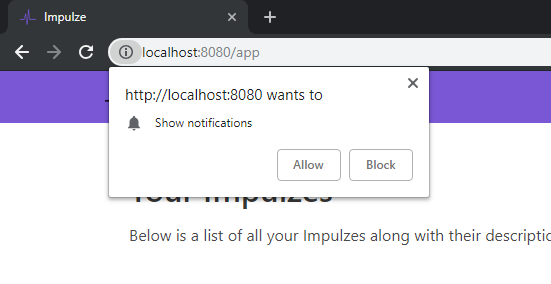 Impulze
localhost:8080/app
http://localhost:8080 wants to
Show notifications
Allow
Block
Your Impulzes
Below is a list of all your Impulzes along with their descriptio